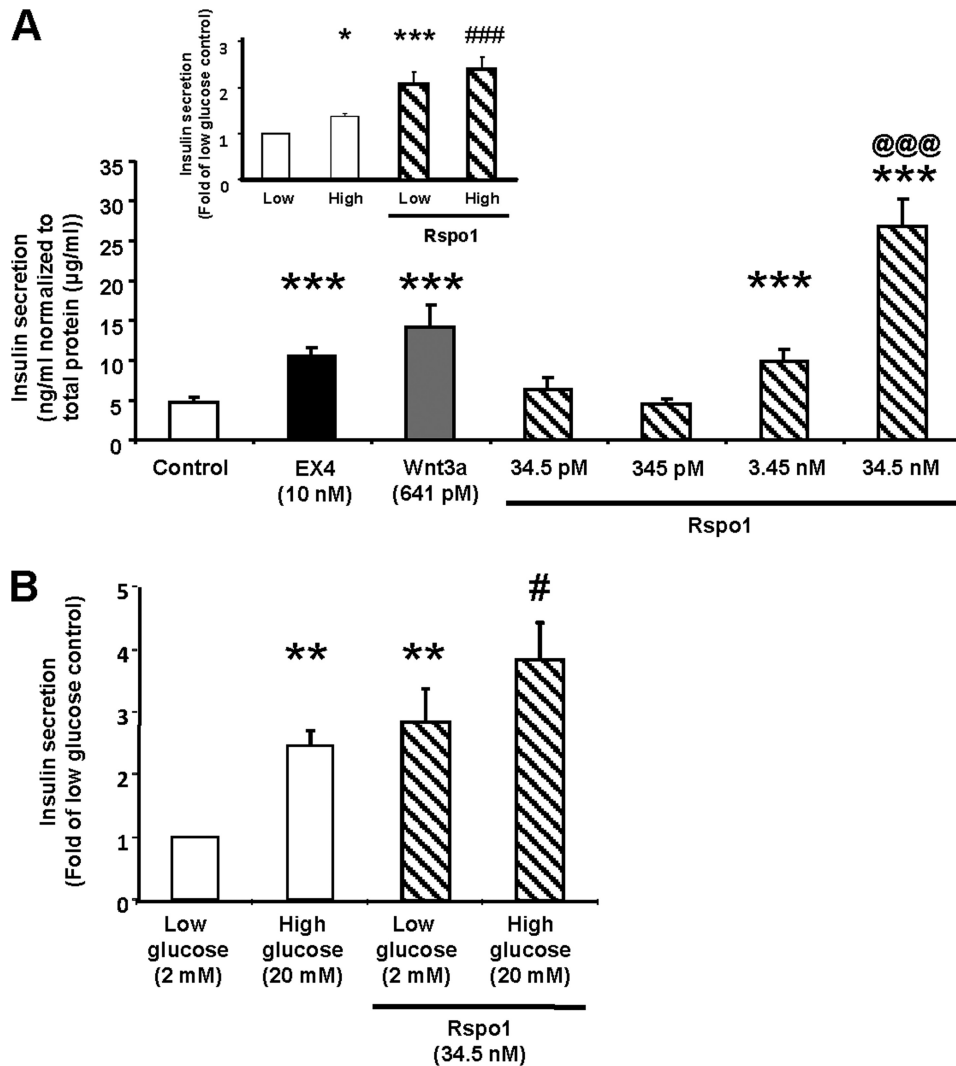 A
Insulin secretion
(Fold of low glucose control)
3
2
1
0
*
***
###
Low
High
Low
High
Rspo1
Insulin secretion
(ng/ml normalized to
total protein (µg/ml))
35
30
25
20
15
10
5
0
***
***
***
@@@
***
Control
EX4
(10 nM)
Wnt3a
(641 pM)
34.5 pM
345 pM
3.45 nM
34.5 nM
Rspo1
B
Insulin secretion
(Fold of low glucose control)
5
4
3
2
1
0
**
**
#
Low
glucose
(2 mM)
High
glucose
(20 mM)
Low
glucose
(2 mM)
High
glucose
(20 mM)
Rspo1
(34.5 nM)